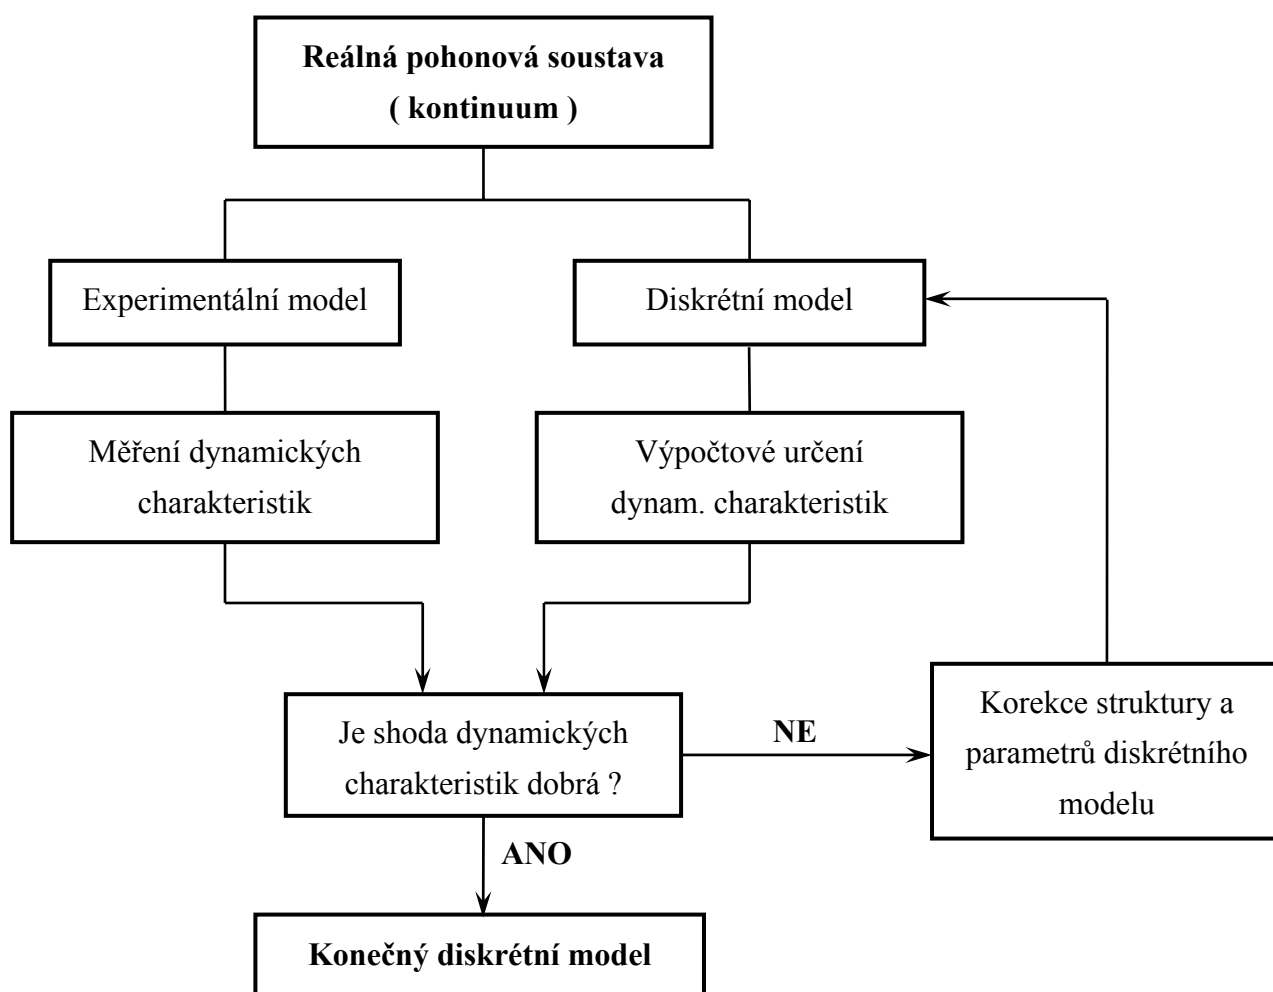 Reálná pohonová soustava
( kontinuum )
Experimentální model
Diskrétní model
Měření dynamických
charakteristik
Výpočtové určení
dynam. charakteristik
Je shoda dynamických
charakteristik dobrá ?
NE
Korekce struktury a
parametrů diskrétního
modelu
ANO
Konečný diskrétní model